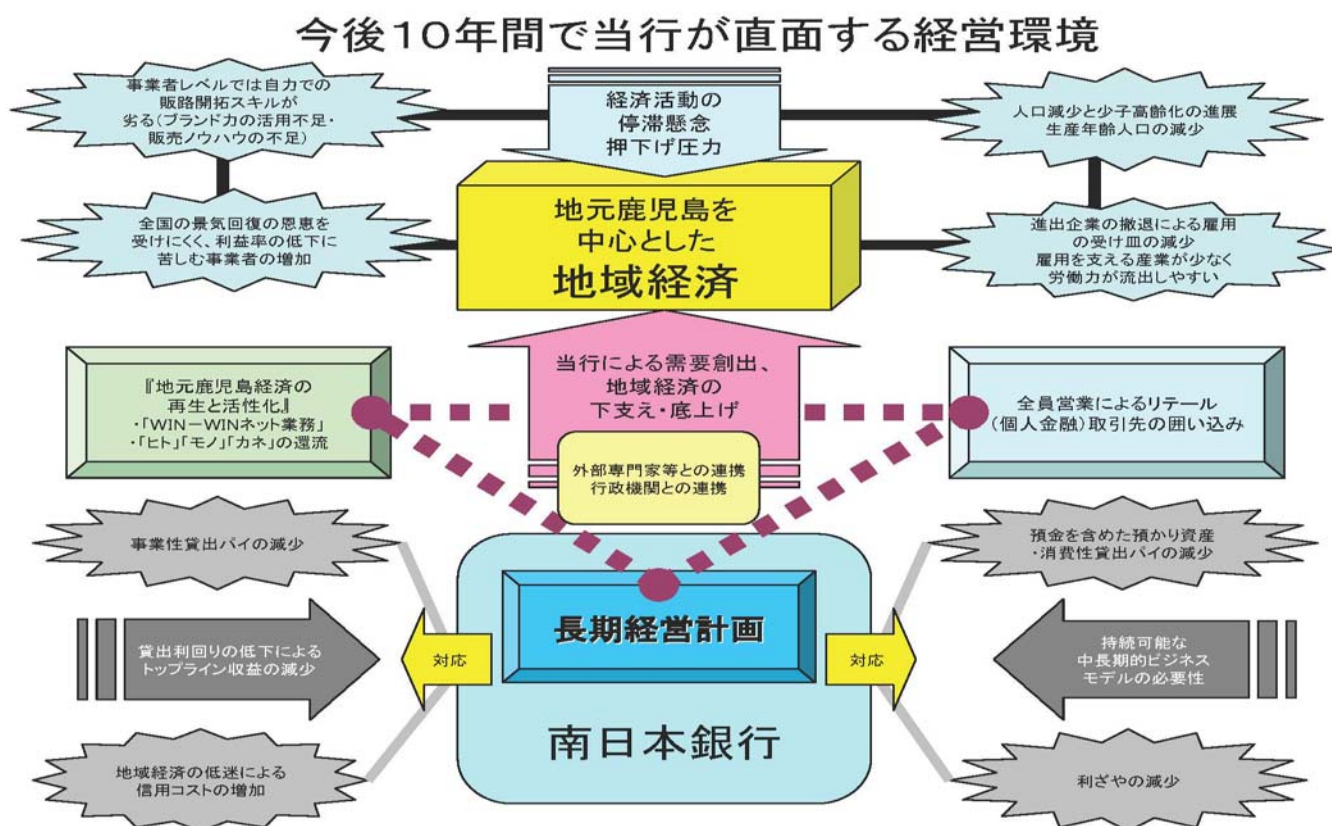 今後10年間で当行が直面する経営環境
事業者レベルでは自力での
販路開拓スキルが
劣る(ブランド力の活用不足・
販売ノウハウの不足)
経済活動の
停滞懸念
押下げ圧力
人口減少と少子高齢化の進展
生産年齢人口の減少
全国の景気回復の恩恵を
受けにくく、利益率の低下に
苦しむ事業者の増加
地元鹿児島を
中心とした
地域経済
進出企業の撤退による雇用
の受け皿の減少
雇用を支える産業が少なく
労働力が流出しやすい
『地元鹿児島経済の
再生と活性化』
・「WIN-WINネット業務」
・「ヒト」「モノ」「カネ」の還流
当行による需要創出、
地域経済の
下支え・底上げ
全員営業によるリテール
(個人金融)取引先の囲い込み
外部専門家等との連携
行政機関との連携
事業性貸出パイの減少
預金を含めた預かり資産
・消費性貸出パイの減少
長期経営計画
貸出利回りの低下による
トップライン収益の減少
対応
対応
持続可能な
中長期的ビジネス
モデルの必要性
南日本銀行
地域経済の低迷による
信用コストの増加
利ざやの減少